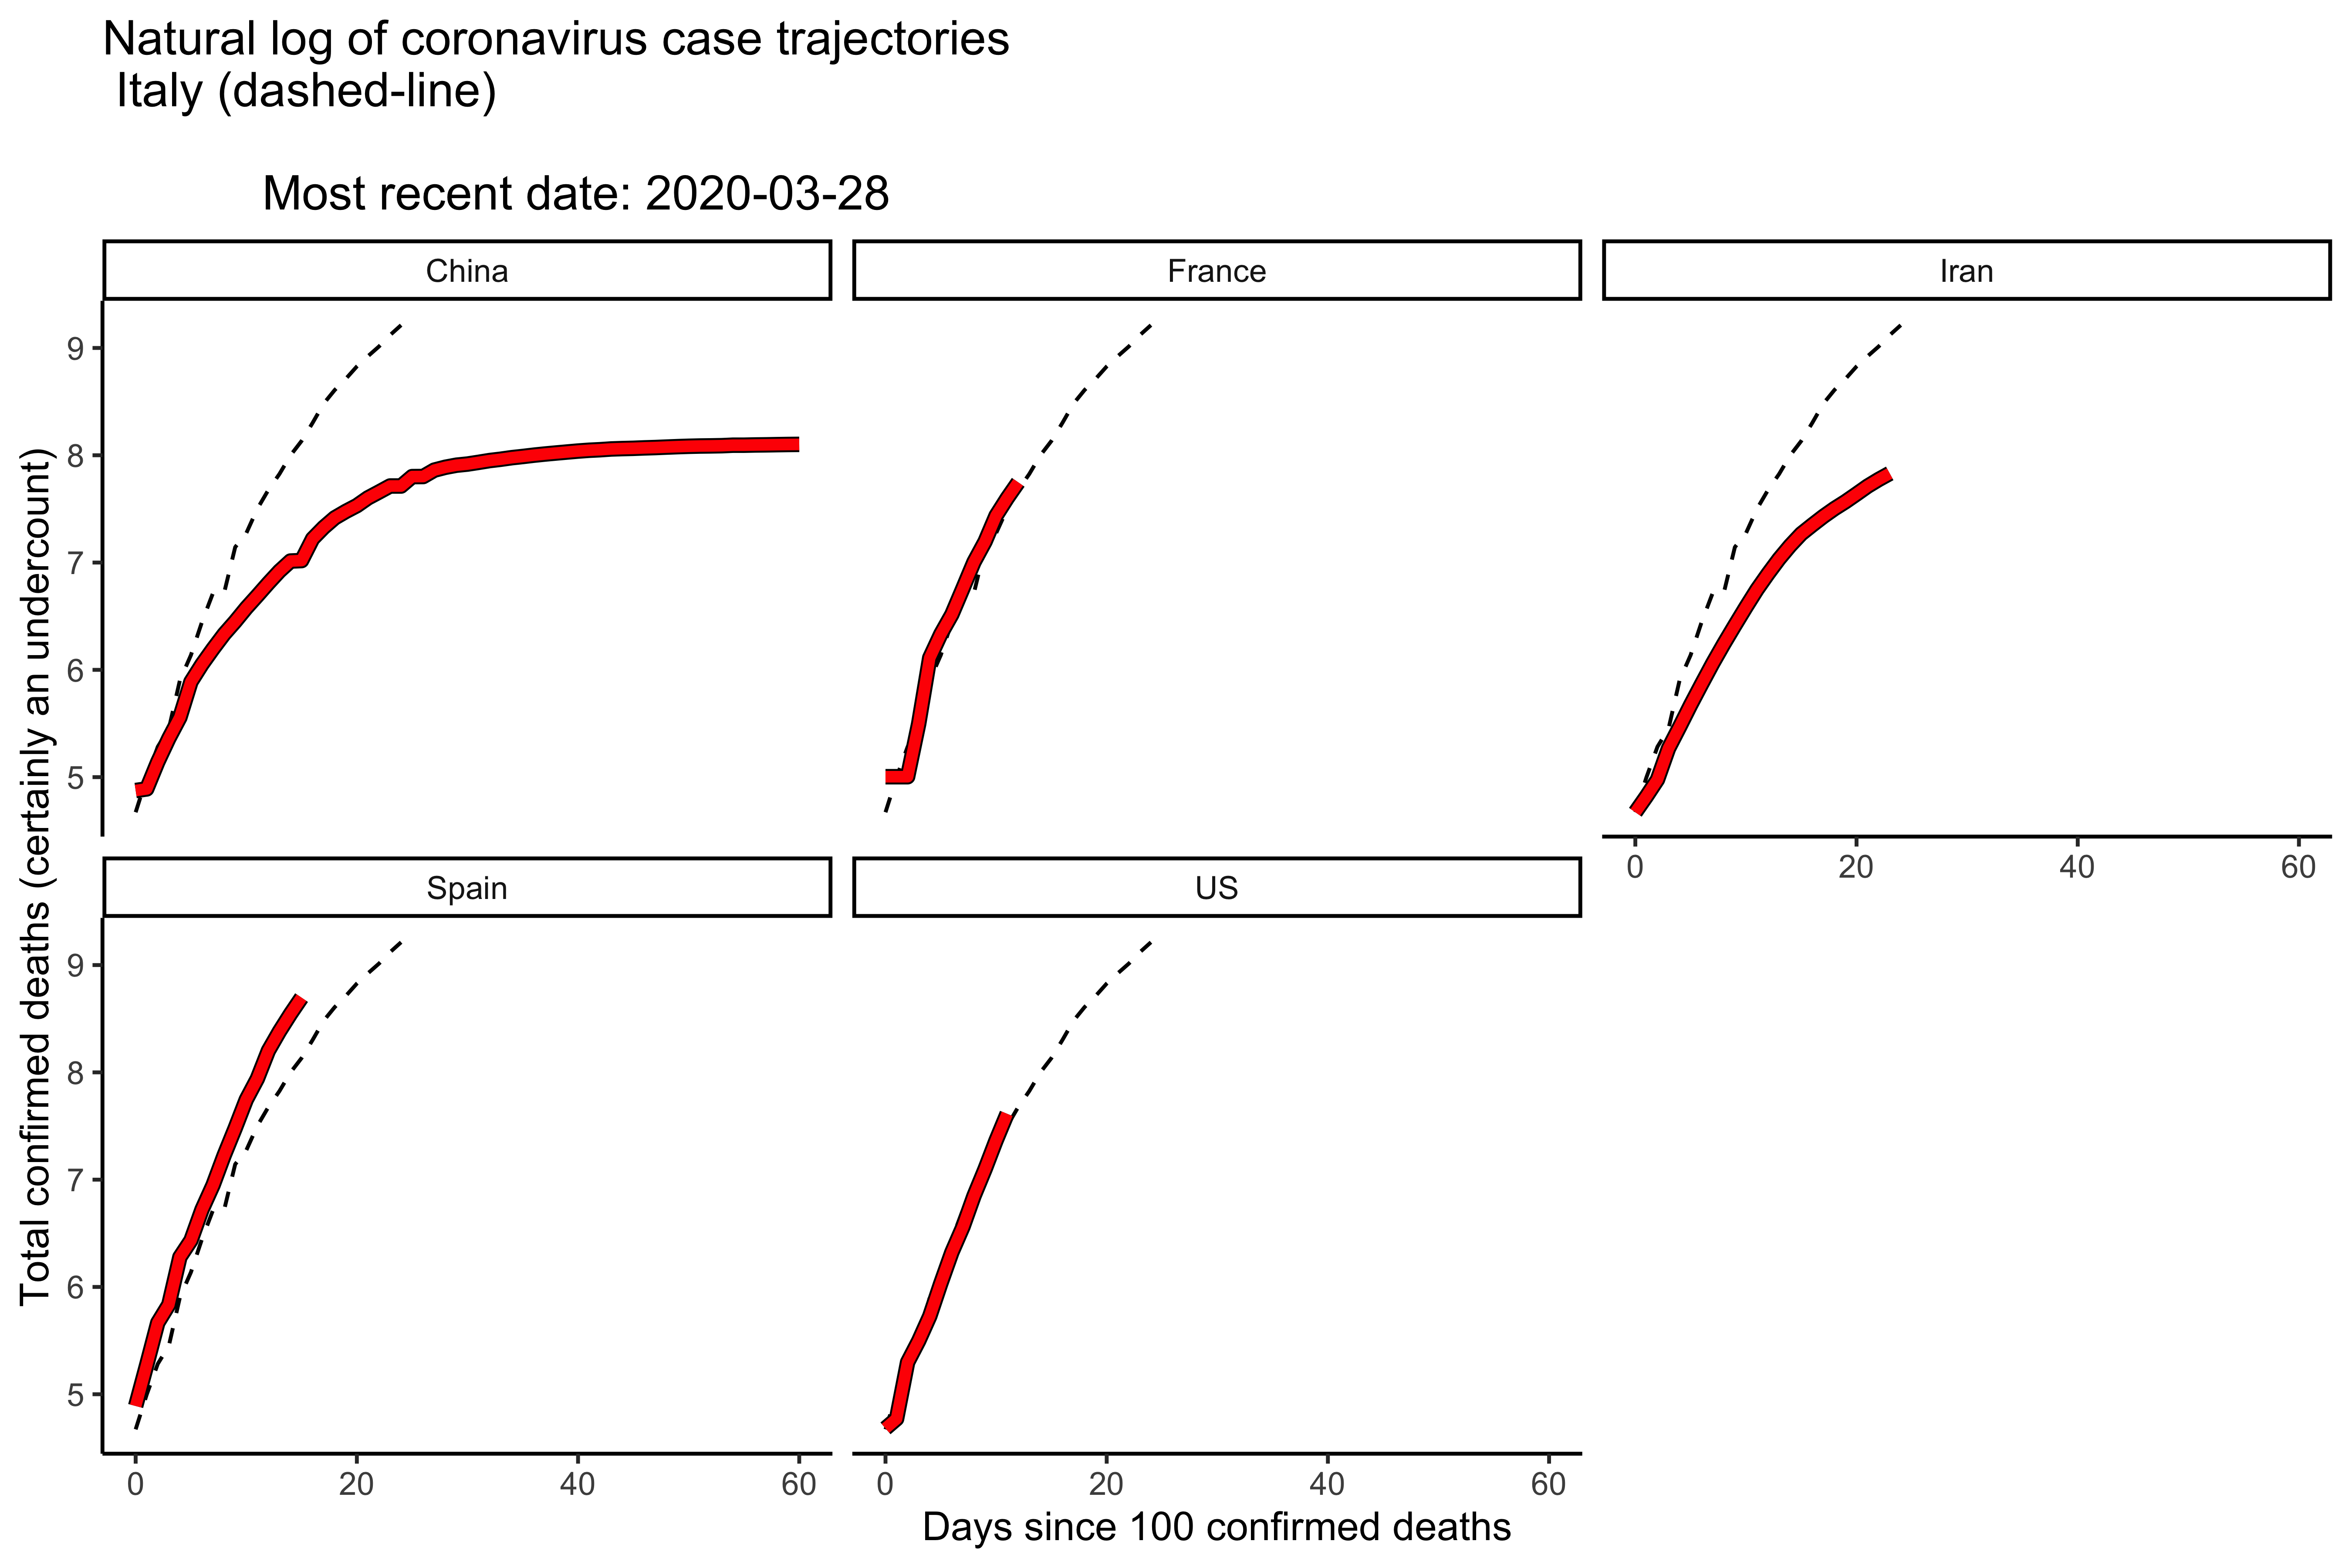 Natural log of coronavirus case trajectories
Italy (dashed-line)
Most recent date: 2020-03-28
China
France
Iran
9
8
7
6
5
0 20 40 60
Spain
US
9
8
7
6
5
0 20 40 60
0 20 40 60
Total confirmed deaths (certainly an undercount)
Days since 100 confirmed deaths